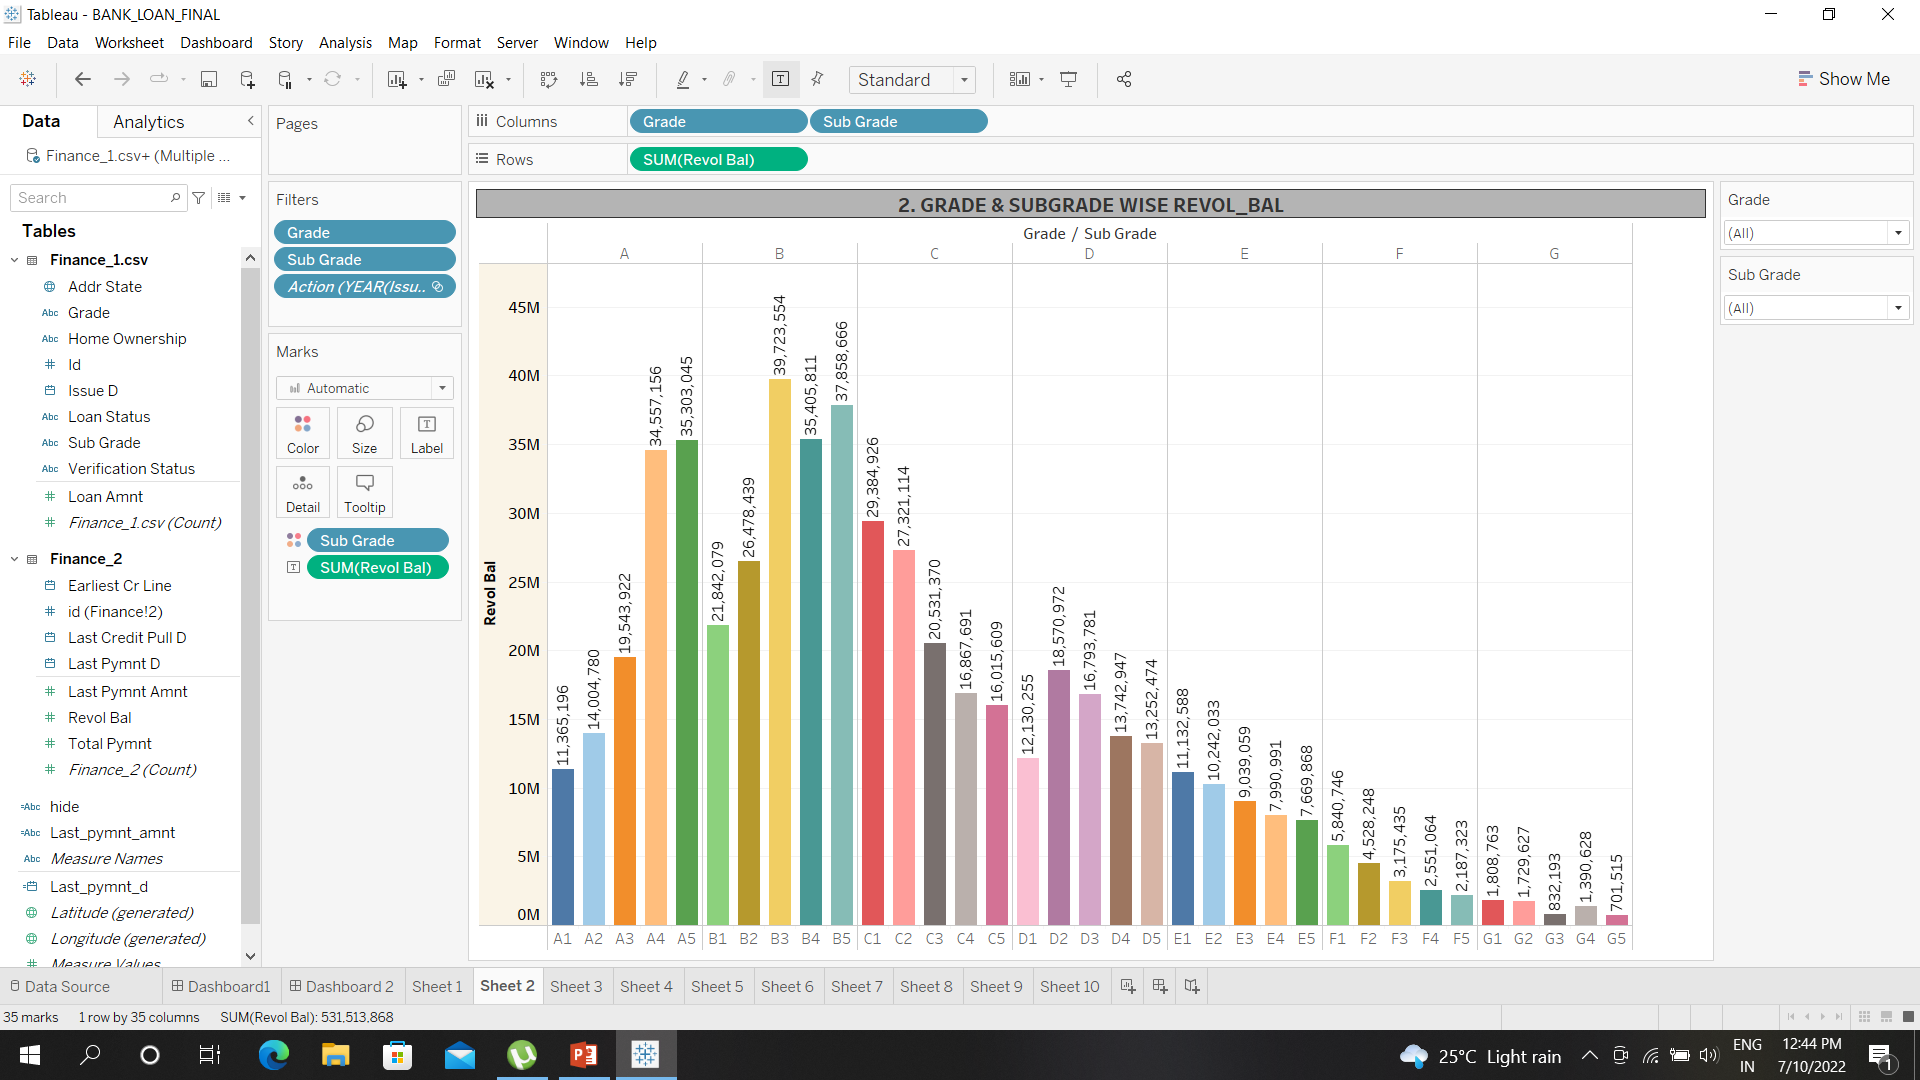 Tableau - BANK_LOAN_FINAL
File Data Worksheet Dashboard Story Analysis Map Format Server Window Help
Standard
Show Me
Data Analytics
Finance_1.csv+ (Multiple ...
Search
Tables
Finance_1.csv
Addr State
Abc Grade
Abc Home Ownership
# Id
Issue D
Abc Loan Status
Abc Sub Grade
Abc Verification Status
# Loan Amnt
# Finance_1.csv (Count)
Finance_2
Earliest Cr Line
# id (Finance!2)
Last Credit Pull D
Last Pymnt D
# Last Pymnt Amnt
# Revol Bal
# Total Pymnt
# Finance_2 (Count)
=Abc hide
=Abc Last_pymnt_amnt
Abc Measure Names
Last_pymnt_d
Latitude (generated)
Longitude (generated)
# Measure Values
Pages
Filters
Grade
Sub Grade
Action (YEAR(Issu..
Marks
Automatic
Color Size Label
Detail Tooltip
Sub Grade
SUM(Revol Bal)
Columns Grade Sub Grade
Rows SUM(Revol Bal)
2. GRADE & SUBGRADE WISE REVOL_BAL
Grade / Sub Grade
A B C D E F G
Revol Bal
45M
40M
35M
30M
25M
20M
15M
10M
5M
0M
11,365,196
14,004,780
19,543,922
34,557,156
35,303,045
21,842,079
26,478,439
39,723,554
35,405,811
37,858,666
29,384,926
27,321,114
20,531,370
16,867,691
16,015,609
12,130,255
18,570,972
16,793,781
13,742,947
13,252,474
11,132,588
10,242,033
9,039,059
7,990,991
7,669,868
5,840,746
4,528,248
3,175,435
2,551,064
2,187,323
1,808,763
1,729,627
832,193
1,390,628
701,515
A1 A2 A3 A4 A5 B1 B2 B3 B4 B5 C1 C2 C3 C4 C5 D1 D2 D3 D4 D5 E1 E2 E3 E4 E5 F1 F2 F3 F4 F5 G1 G2 G3 G4 G5
Grade
(All)
Sub Grade
(All)
Data Source Dashboard1 Dashboard 2 Sheet 1 Sheet 2 Sheet 3 Sheet 4 Sheet 5 Sheet 6 Sheet 7 Sheet 8 Sheet 9 Sheet 10
35 marks 1 row by 35 columns SUM(Revol Bal): 531,513,868
25°C Light rain
ENG
IN
12:44 PM
7/10/2022
1